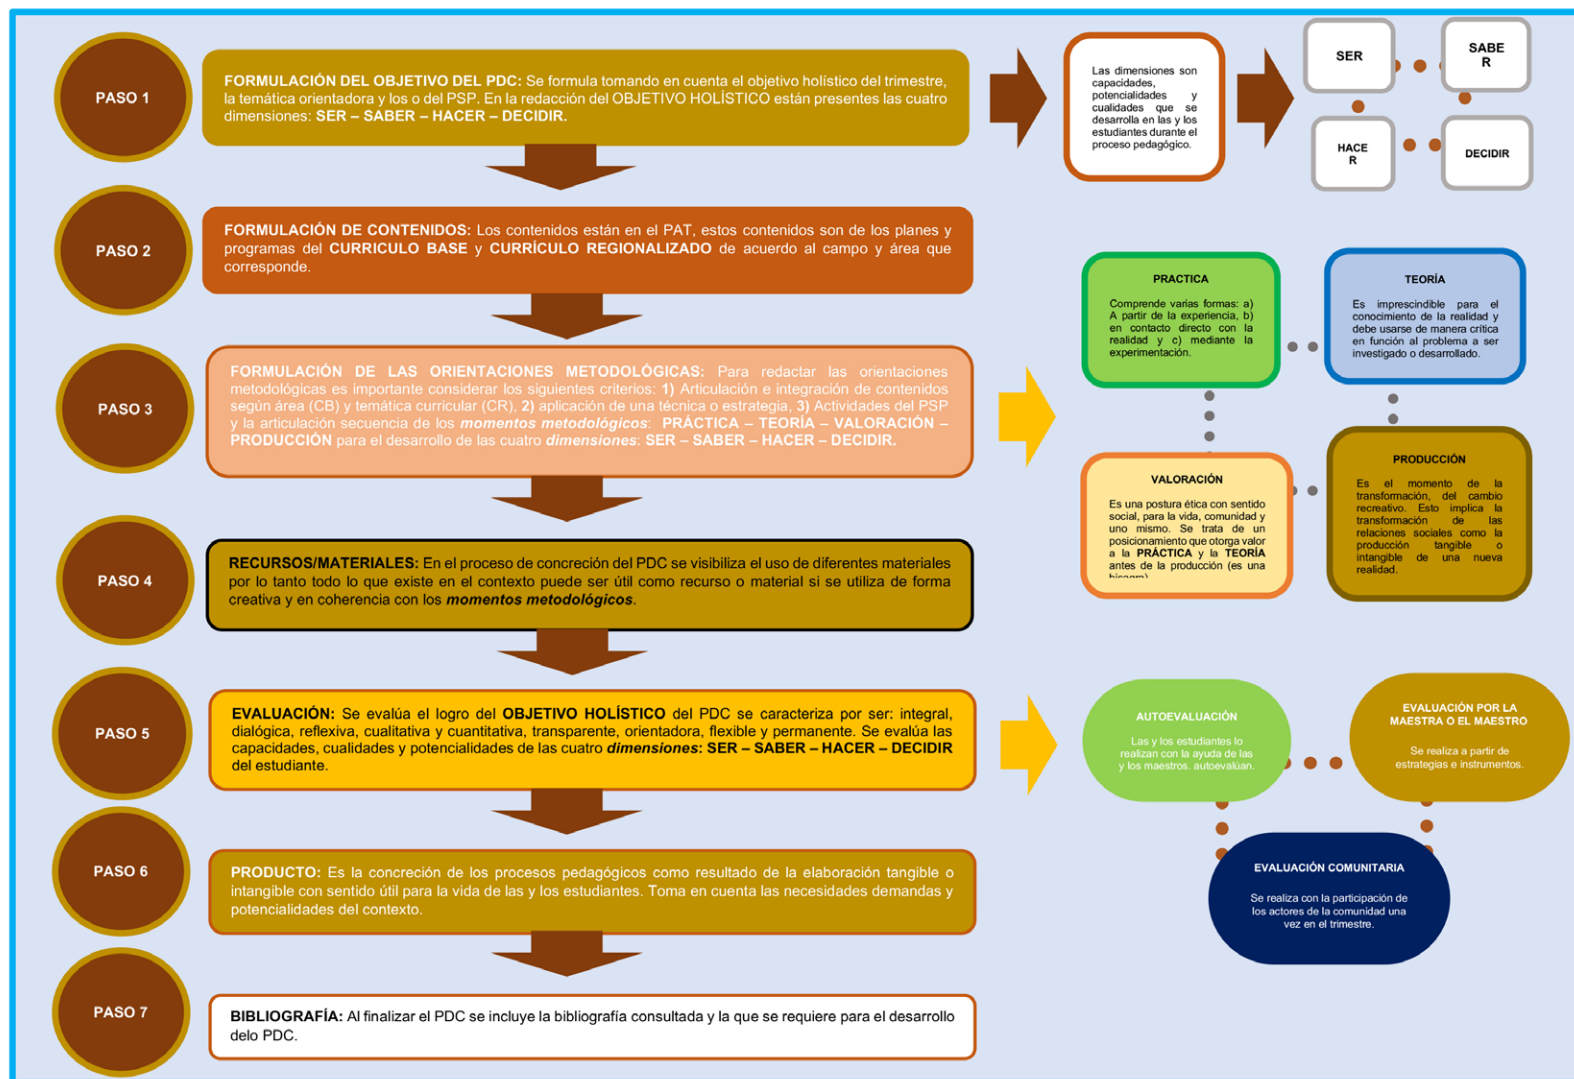 PASO 1
FORMULACIÓN DEL OBJETIVO DEL PDC: Se formula tomando en cuenta el objetivo holístico del trimestre,
la temática orientadora y los o del PSP. En la redacción del OBJETIVO HOLÍSTICO están presentes las cuatro
dimensiones: SER – SABER – HACER – DECIDIR.
Las dimensiones son
capacidades,
potencialidades y
cualidades que se
desarrolla en las y los
estudiantes durante el
proceso pedagógico.
SER
SABE
R
HACE
R
DECIDIR
PASO 2
FORMULACIÓN DE CONTENIDOS: Los contenidos están en el PAT, estos contenidos son de los planes y
programas del CURRICULO BASE y CURRÍCULO REGIONALIZADO de acuerdo al campo y área que
corresponde.
PASO 3
FORMULACIÓN DE LAS ORIENTACIONES METODOLÓGICAS: Para redactar las orientaciones
metodológicas es importante considerar los siguientes criterios: 1) Articulación e integración de contenidos
según área (CB) y temática curricular (CR), 2) aplicación de una técnica o estrategia, 3) Actividades del PSP
y la articulación secuencia de los momentos metodológicos: PRÁCTICA – TEORÍA – VALORACIÓN –
PRODUCCIÓN para el desarrollo de las cuatro dimensiones: SER – SABER – HACER – DECIDIR.
PRACTICA
Comprende varias formas: a)
A partir de la experiencia, b)
en contacto directo con la
realidad y c) mediante la
experimentación.
TEORÍA
Es imprescindible para el
conocimiento de la realidad y
debe usarse de manera crítica
en función al problema a ser
investigado o desarrollado.
VALORACIÓN
Es una postura ética con sentido
social, para la vida, comunidad y
uno mismo. Se trata de un
posicionamiento que otorga valor
a la PRÁCTICA y la TEORÍA
antes de la producción (es una
PRODUCCIÓN
Es el momento de la
transformación, del cambio
recreativo. Esto implica la
transformación de las
relaciones sociales como la
producción tangible o
intangible de una nueva
realidad.
PASO 4
RECURSOS/MATERIALES: En el proceso de concreción del PDC se visibiliza el uso de diferentes materiales
por lo tanto todo lo que existe en el contexto puede ser útil como recurso o material si se utiliza de forma
creativa y en coherencia con los momentos metodológicos.
PASO 5
EVALUACIÓN: Se evalúa el logro del OBJETIVO HOLÍSTICO del PDC se caracteriza por ser: integral,
dialógica, reflexiva, cualitativa y cuantitativa, transparente, orientadora, flexible y permanente. Se evalúa las
capacidades, cualidades y potencialidades de las cuatro dimensiones: SER – SABER – HACER – DECIDIR
del estudiante.
AUTOEVALUACIÓN
Las y los estudiantes lo
realizan con la ayuda de las
y los maestros. autoevalúan.
EVALUACIÓN POR LA
MAESTRA O EL MAESTRO
Se realiza a partir de
estrategias e instrumentos.
EVALUACIÓN COMUNITARIA
Se realiza con la participación de
los actores de la comunidad una
vez en el trimestre.
PASO 6
PRODUCTO: Es la concreción de los procesos pedagógicos como resultado de la elaboración tangible o
intangible con sentido útil para la vida de las y los estudiantes. Toma en cuenta las necesidades demandas y
potencialidades del contexto.
PASO 7
BIBLIOGRAFÍA: Al finalizar el PDC se incluye la bibliografía consultada y la que se requiere para el desarrollo
delo PDC.